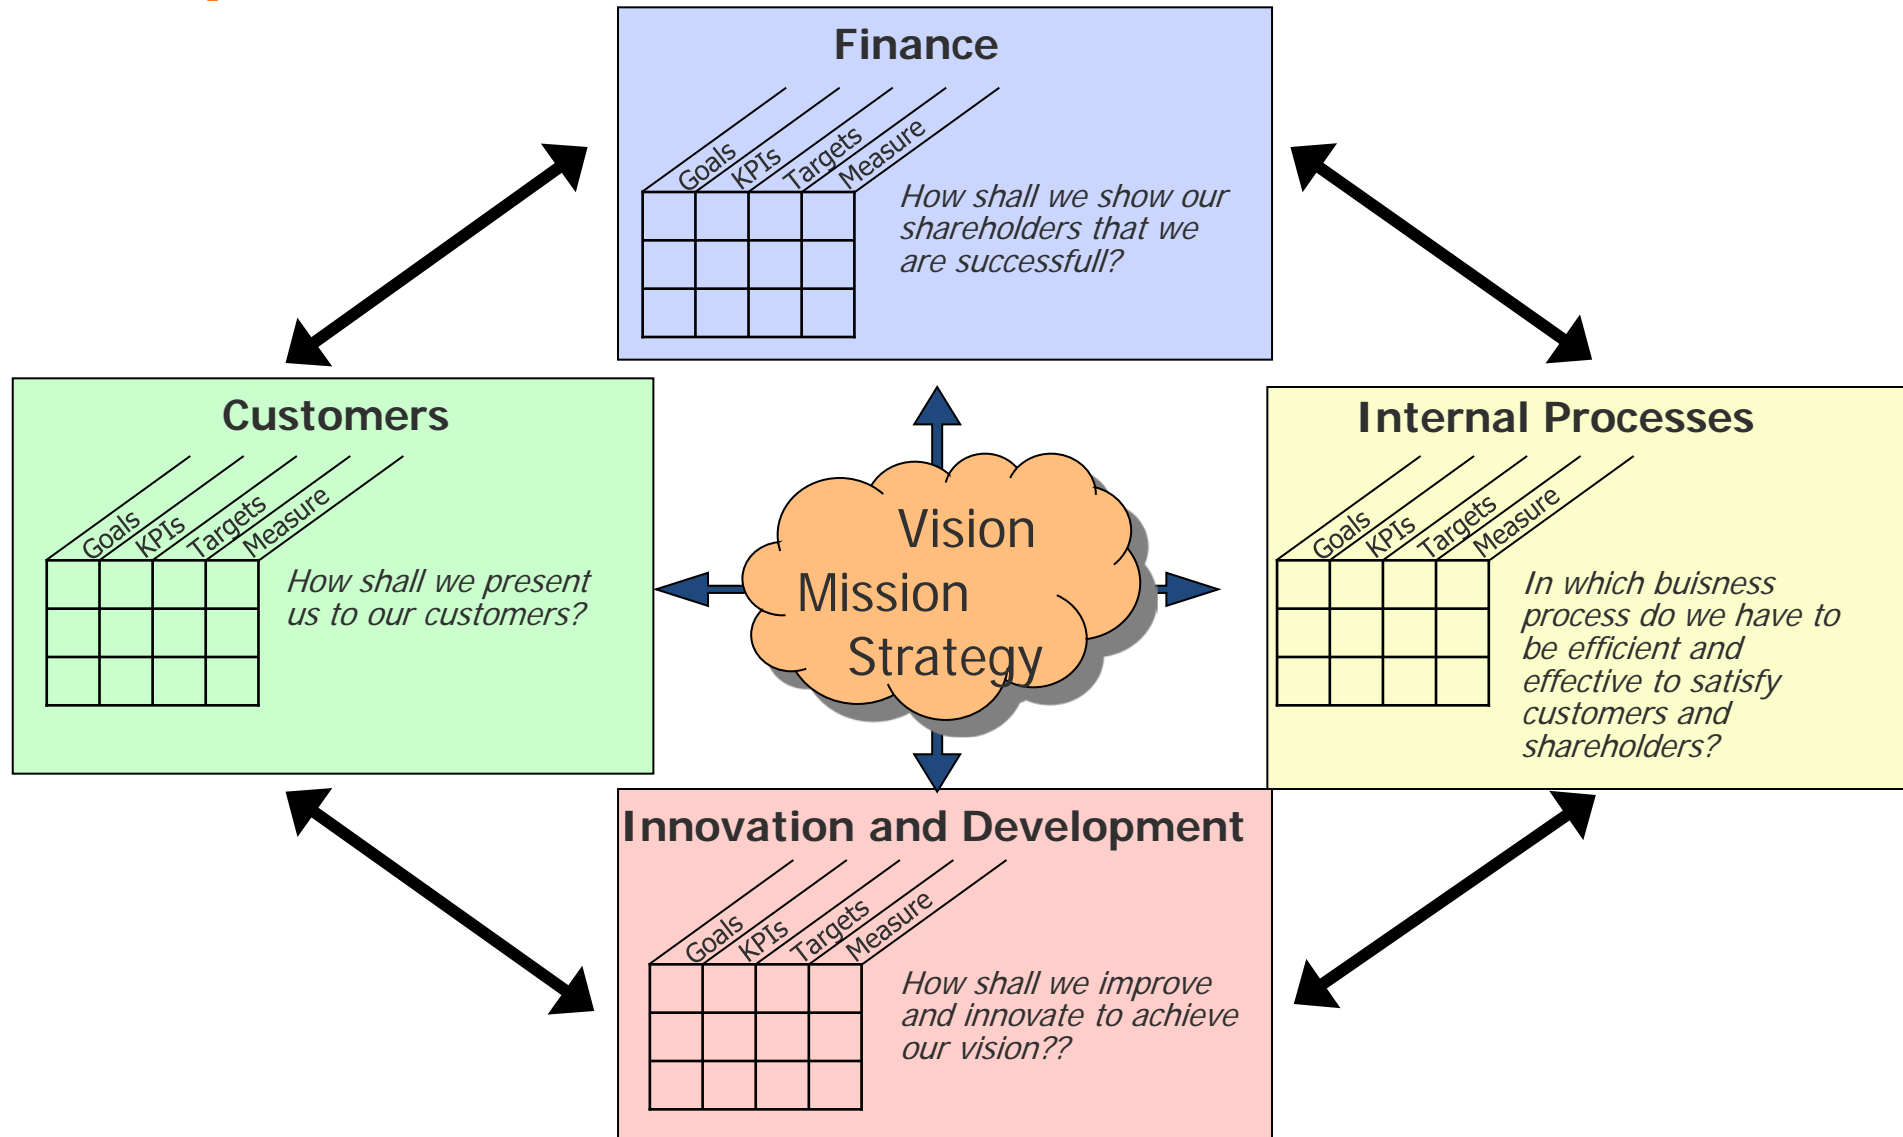 Finance
Goals
KPIs
Targets
Measure
How shall we show our
shareholders that we
are successfull?
Customers
Goals
KPIs
Targets
Measure
How shall we present
us to our customers?
Vision
Mission
Strategy
Internal Processes
Goals
KPIs
Targets
Measure
In which buisness
process do we have to
be efficient and
effective to satisfy
customers and
shareholders?
Innovation and Development
Goals
KPIs
Targets
Measure
How shall we improve
and innovate to achieve
our vision??